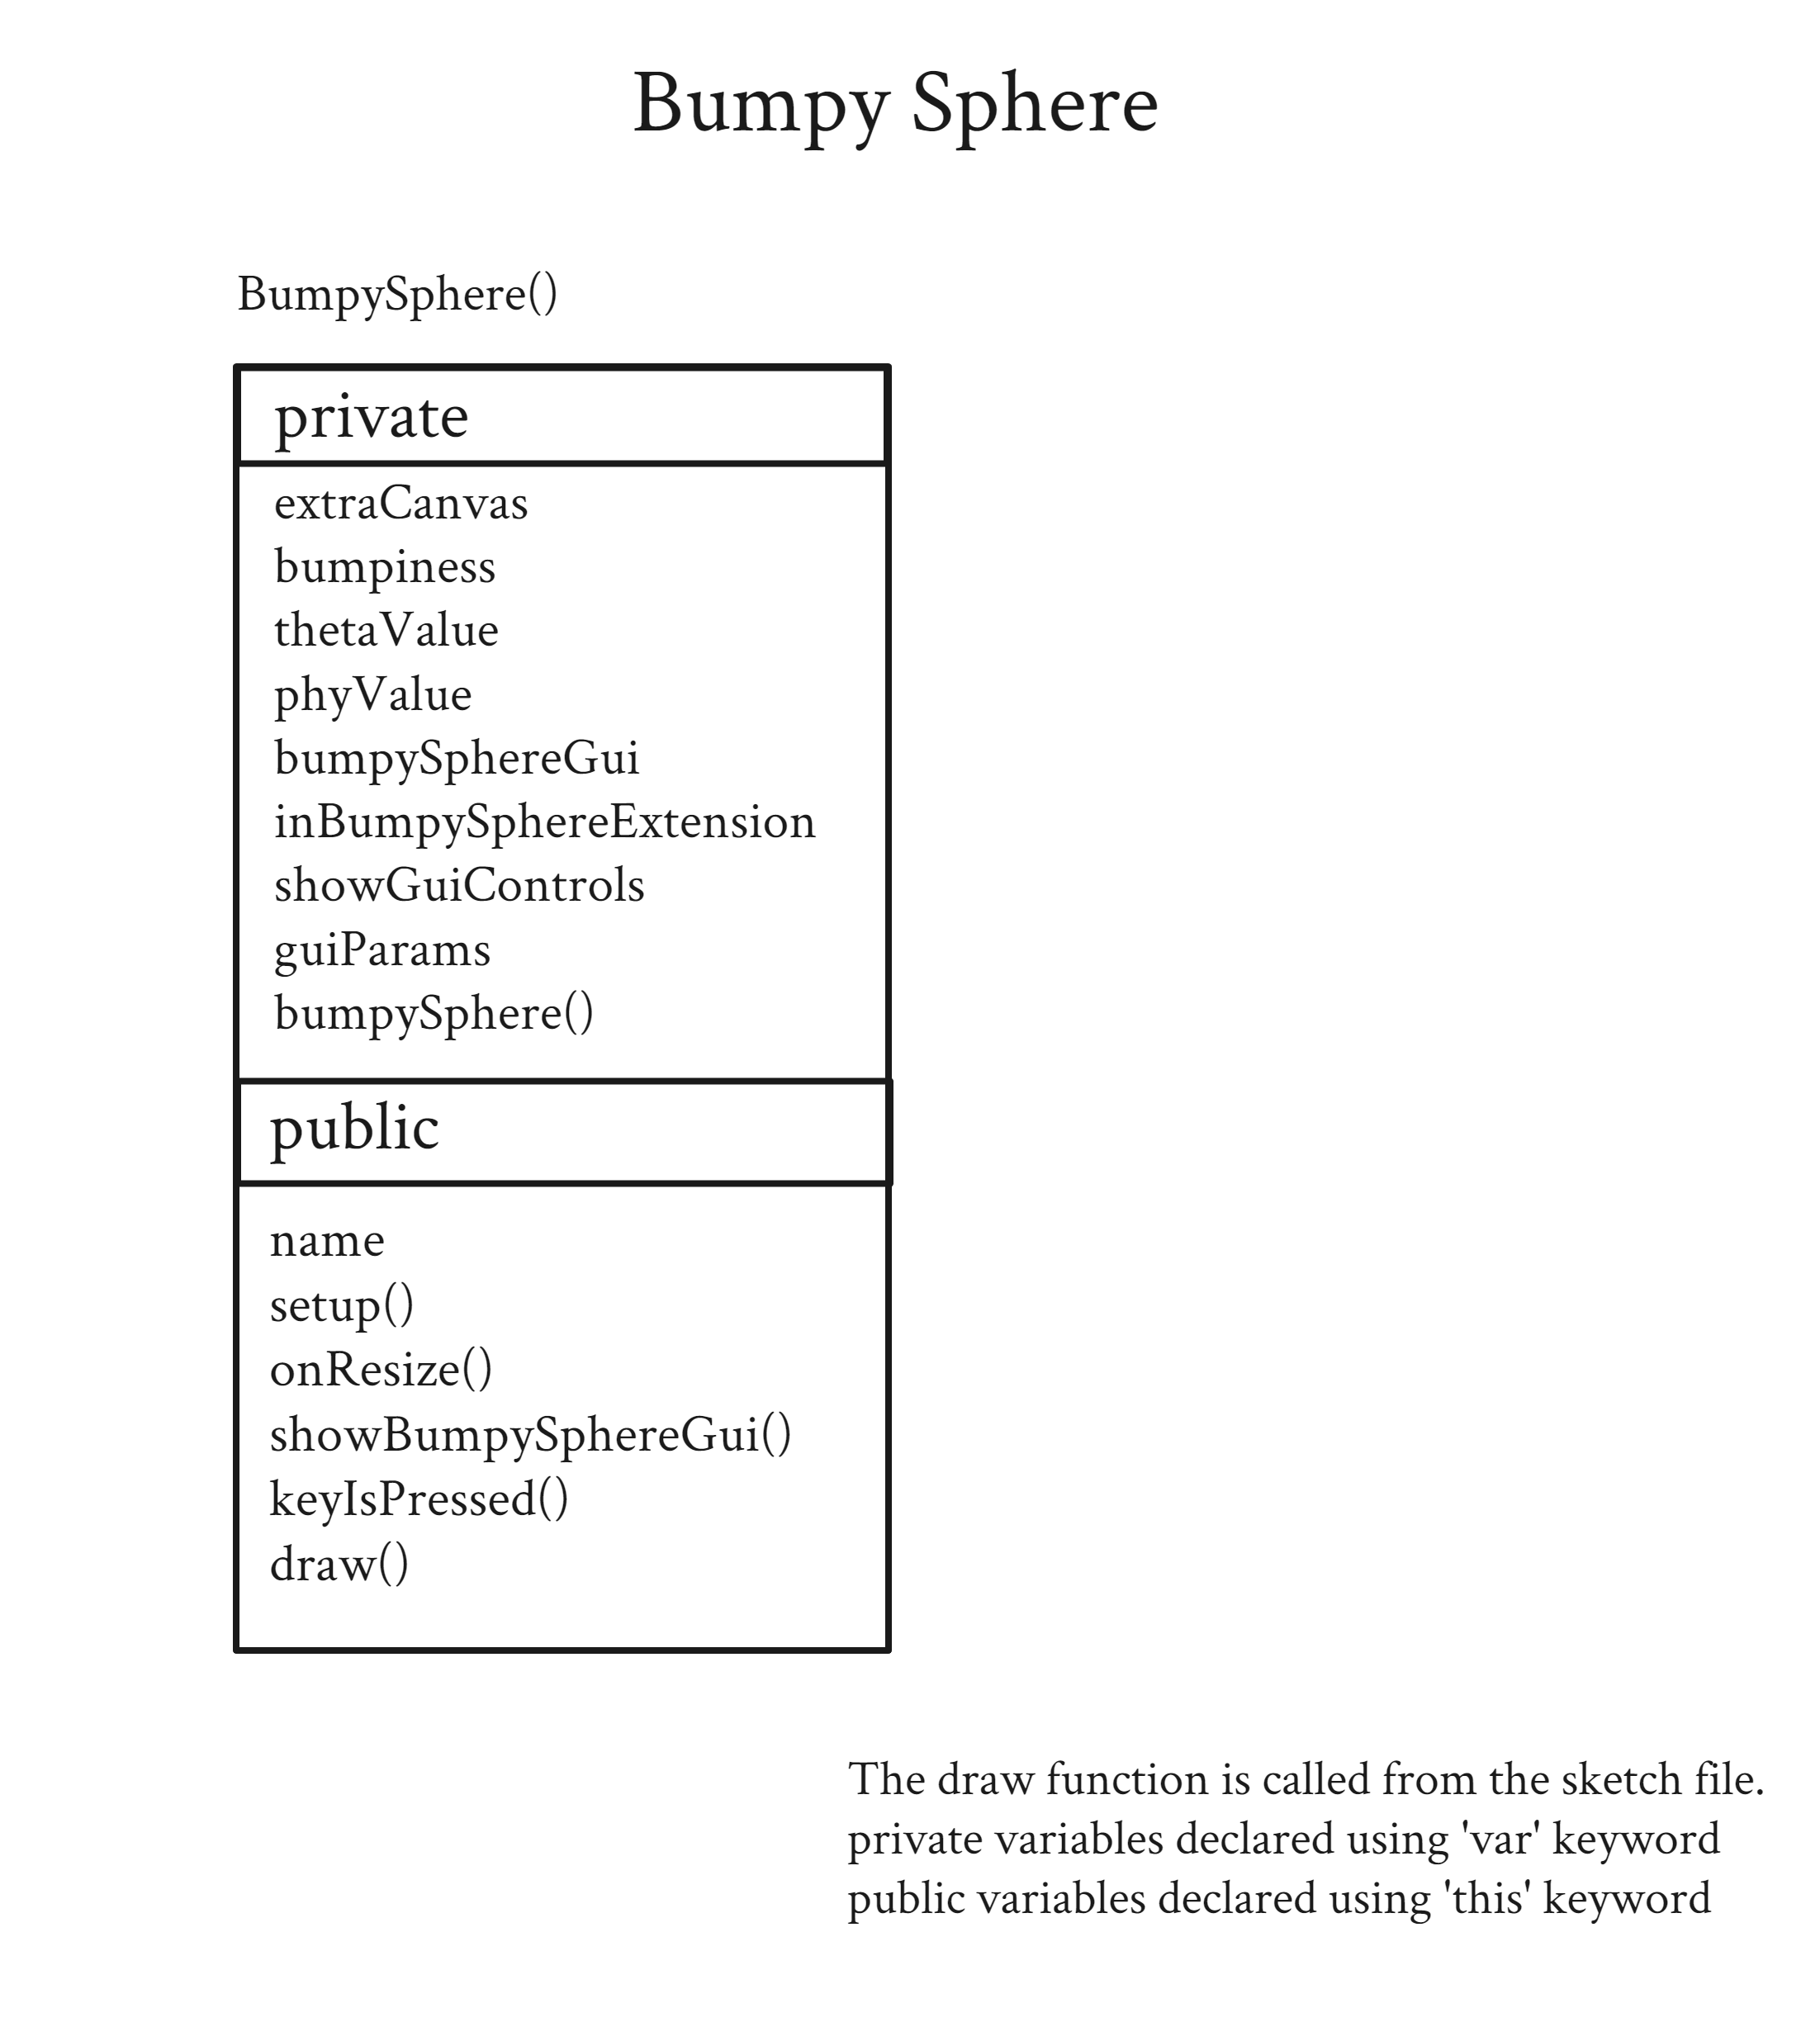 Bumpy Sphere
BumpySphere()
private
extraCanvas
bumpiness
thetaValue
phyValue
bumpySphereGui
inBumpySphereExtension
showGuiControls
guiParams
bumpySphere()
public
name
setup()
onResize()
showBumpySphereGui()
keyIsPressed()
draw()
The draw function is called from the sketch file.
private variables declared using 'var' keyword
public variables declared using 'this' keyword